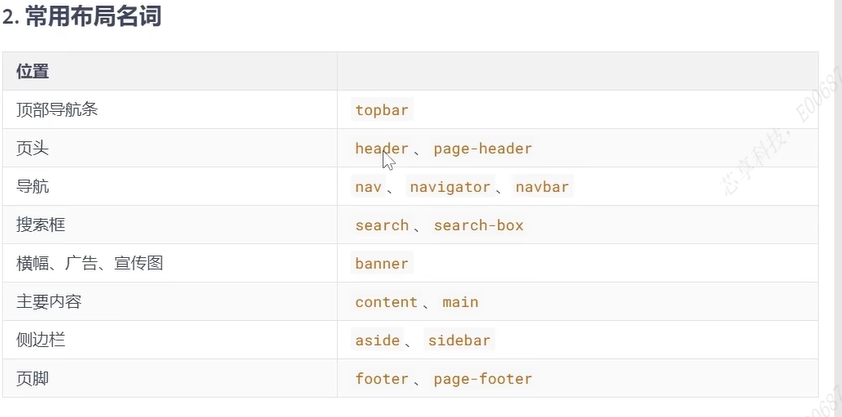 2. 常用布局名词
位置
顶部导航条 topbar
页头 header、page-header
导航 nav、navigator、navbar
搜索框 search、search-box
横幅、广告、宣传图 banner
主要内容 content、main
侧边栏 aside、sidebar
页脚 footer、page-footer
芯享科技, E00687
0687